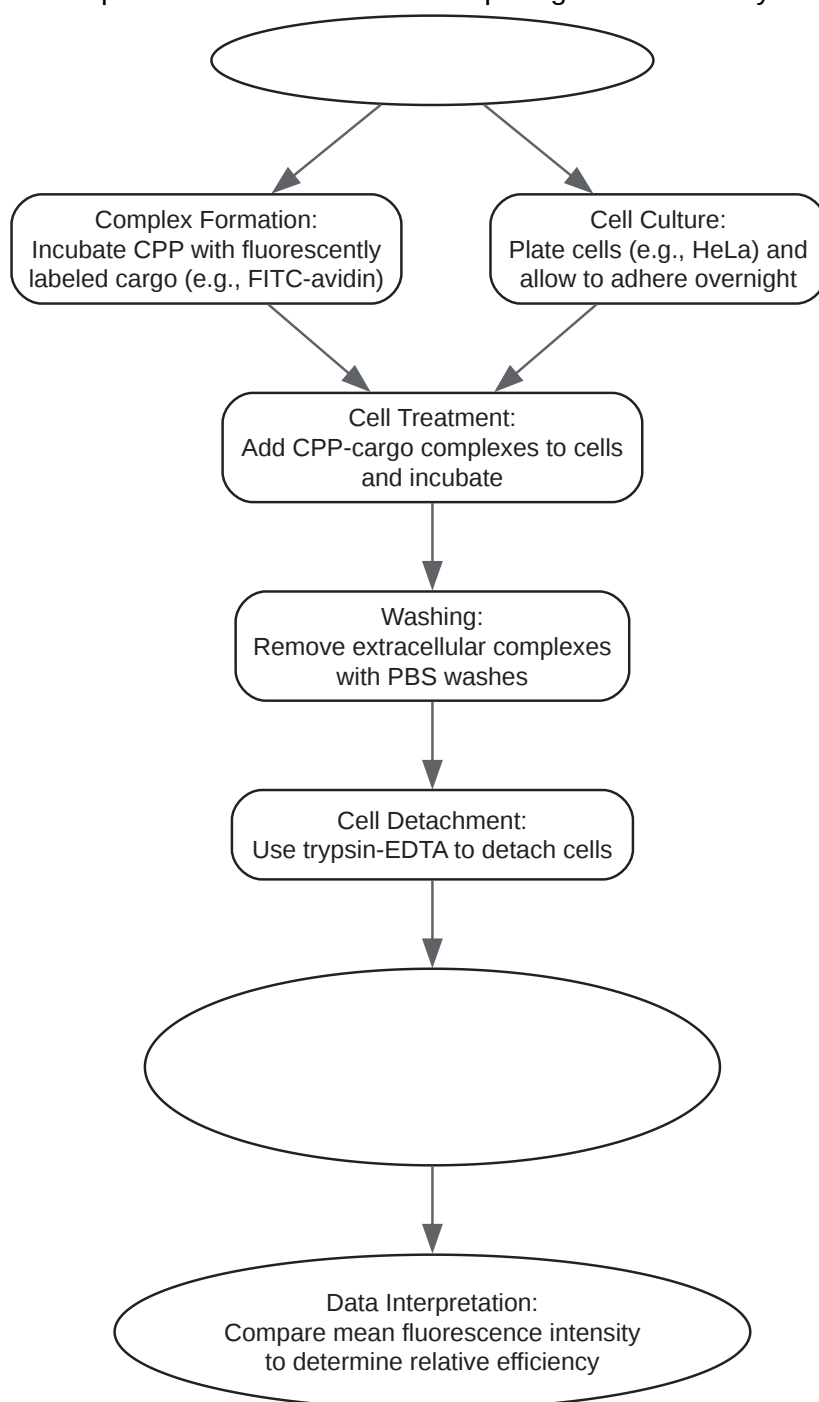 Complex Formation:
Incubate CPP with fluorescently
labeled cargo (e.g., FITC-avidin)
Cell Culture:
Plate cells (e.g., HeLa) and
allow to adhere overnight
Cell Treatment:
Add CPP-cargo complexes to cells
and incubate
Washing:
Remove extracellular complexes
with PBS washes
Cell Detachment:
Use trypsin-EDTA to detach cells
Data Interpretation:
Compare mean fluorescence intensity
to determine relative efficiency